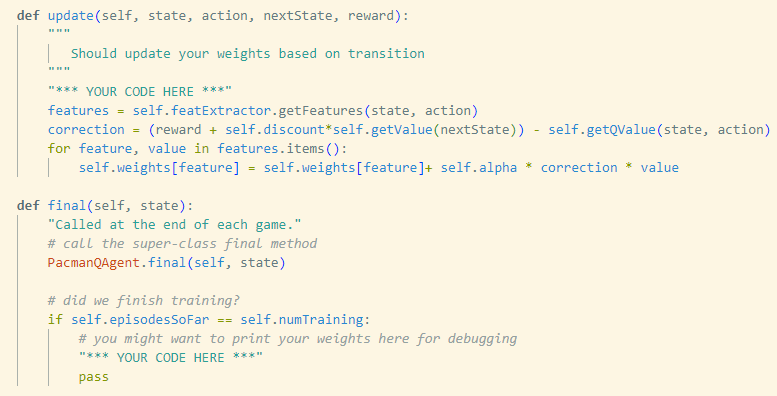 def update(self, state, action, nextState, reward):
"""
Should update your weights based on transition
"""
"*** YOUR CODE HERE ***"
features = self.featExtractor.getFeatures(state, action)
correction = (reward + self.discount*self.getValue(nextState)) - self.getQValue(state, action)
for feature, value in features.items():
self.weights[feature] = self.weights[feature]+ self.alpha * correction * value
def final(self, state):
"Called at the end of each game."
# call the super-class final method
PacmanQAgent.final(self, state)
# did we finish training?
if self.episodesSoFar == self.numTraining:
# you might want to print your weights here for debugging
"*** YOUR CODE HERE ***"
pass